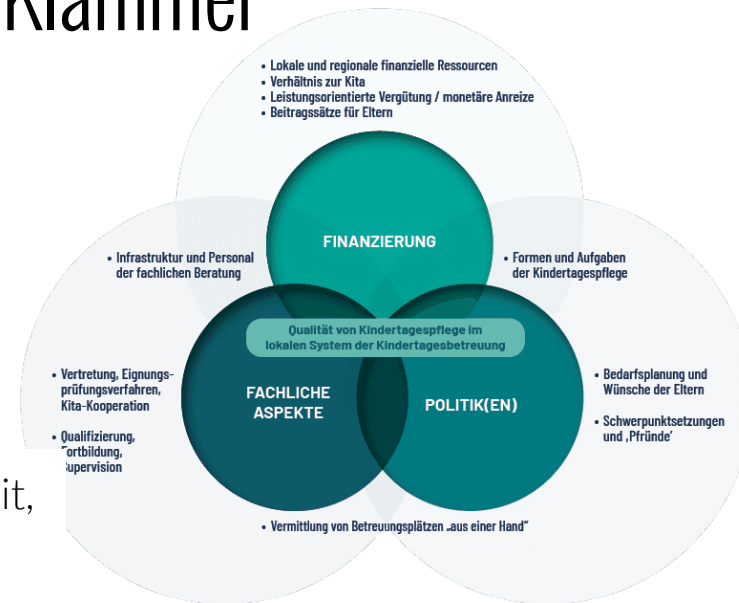 Klammer
• Lokale und regionale finanzielle Ressourcen
• Verhältnis zur Kita
• Leistungsorientierte Vergütung / monetäre Anreize
• Beitragssätze für Eltern
FINANZIERUNG
• Infrastruktur und Personal
der fachlichen Beratung
• Formen und Aufgaben
der Kindertagespflege
Qualität von Kindertagespflege im
lokalen System der Kindertagesbetreuung
• Vertretung, Eignungs-
prüfungsverfahren,
Kita-Kooperation
• Qualifizierung,
Fortbildung,
Supervision
FACHLICHE
ASPEKTE
POLITIK(EN)
• Bedarfsplanung und
Wünsche der Eltern
• Schwerpunktsetzungen
und ‚Pfründe‘
it,
• Vermittlung von Betreuungsplätzen „aus einer Hand“